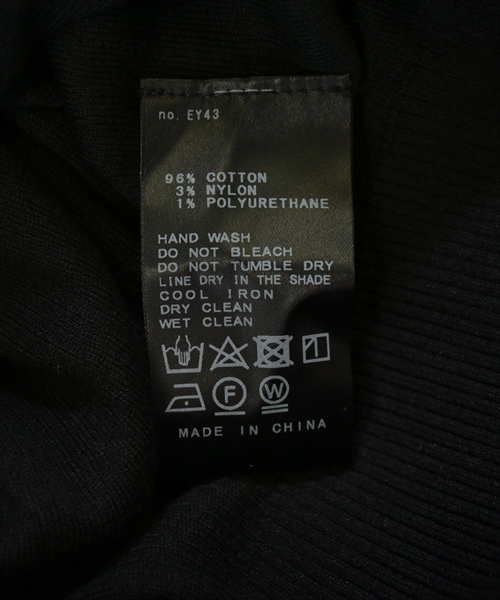 no. EY43
96% COTTON
3% NYLON
1% POLYURETHANE
HAND WASH
DO NOT BLEACH
DO NOT TUMBLE DRY
LINE DRY IN THE SHADE
COOL IRON
DRY CLEAN
WET CLEAN
F W
MADE IN CHINA